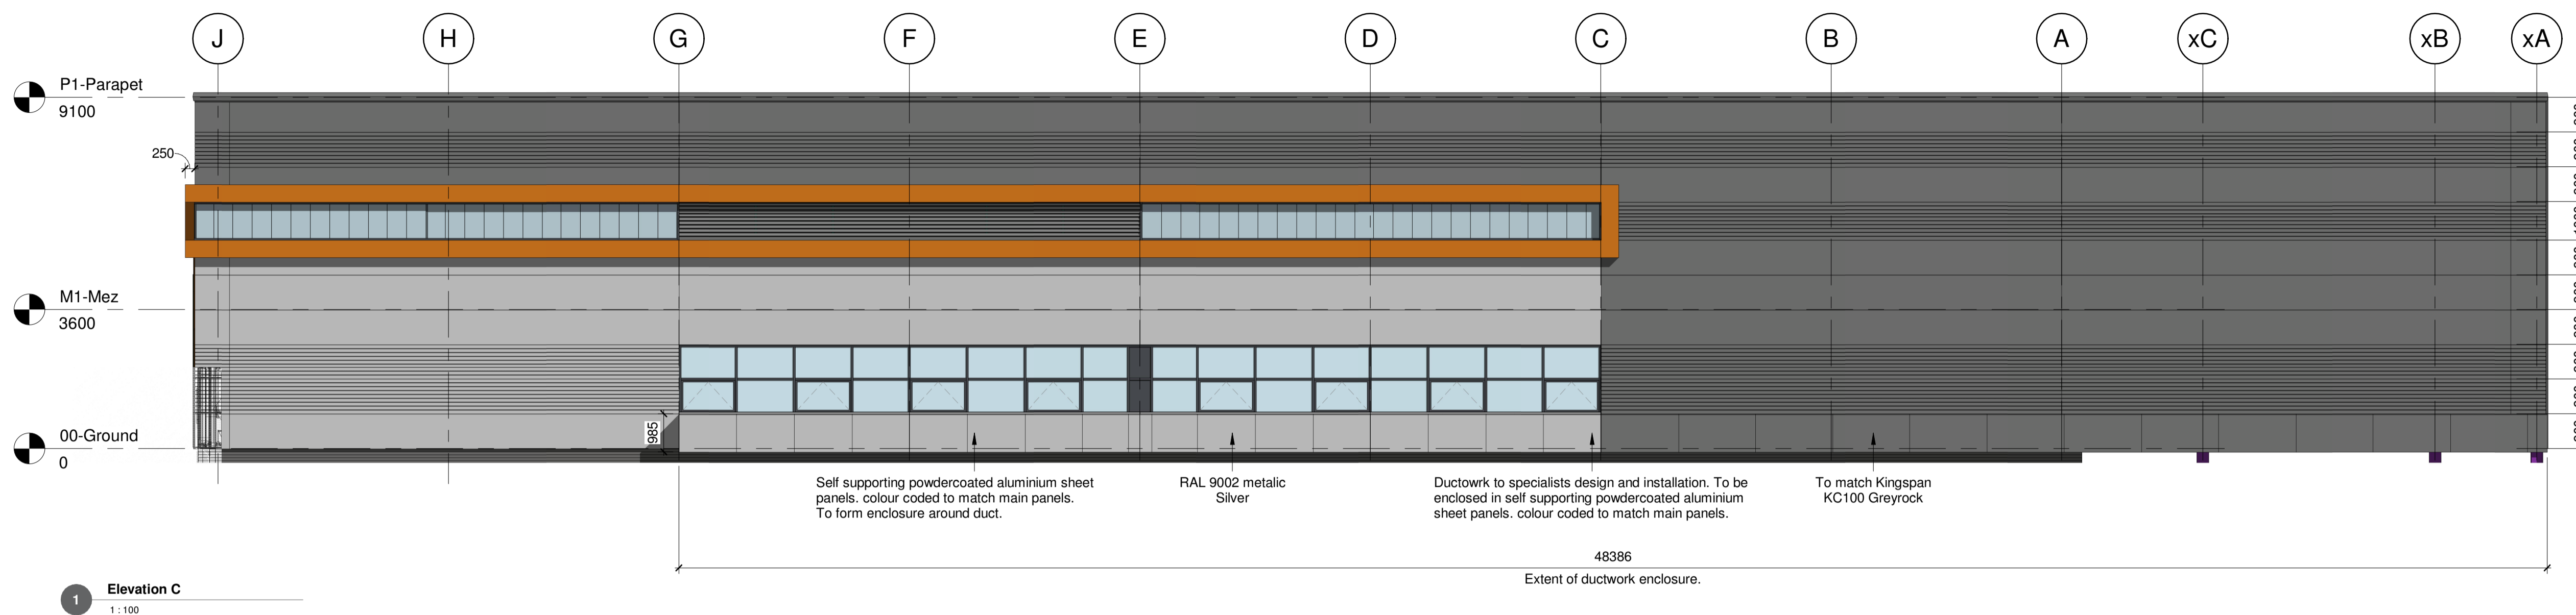 J H G F E D C B A xC xB xA
P1-Parapet
9100
250
M1-Mez
3600
00-Ground
0
985
Self supporting powdercoated aluminium sheet
panels. colour coded to match main panels.
To form enclosure around duct.
RAL 9002 metalic
Silver
Ductowrk to specialists design and installation. To be
enclosed in self supporting powdercoated aluminium
sheet panels. colour coded to match main panels.
To match Kingspan
KC100 Greyrock
48386
Extent of ductwork enclosure.
1
Elevation C
1 : 100